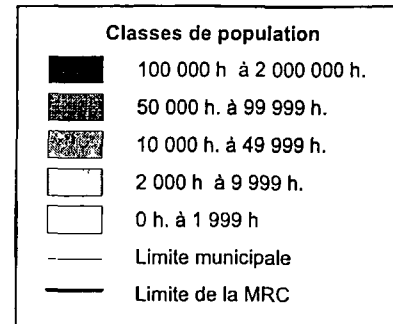 Classes de population
100 000 h à 2 000 000 h.
50 000 h. à 99 999 h.
10 000 h. à 49 999 h.
2 000 h à 9 999 h.
0 h. à 1 999 h
Limite municipale
Limite de la MRC